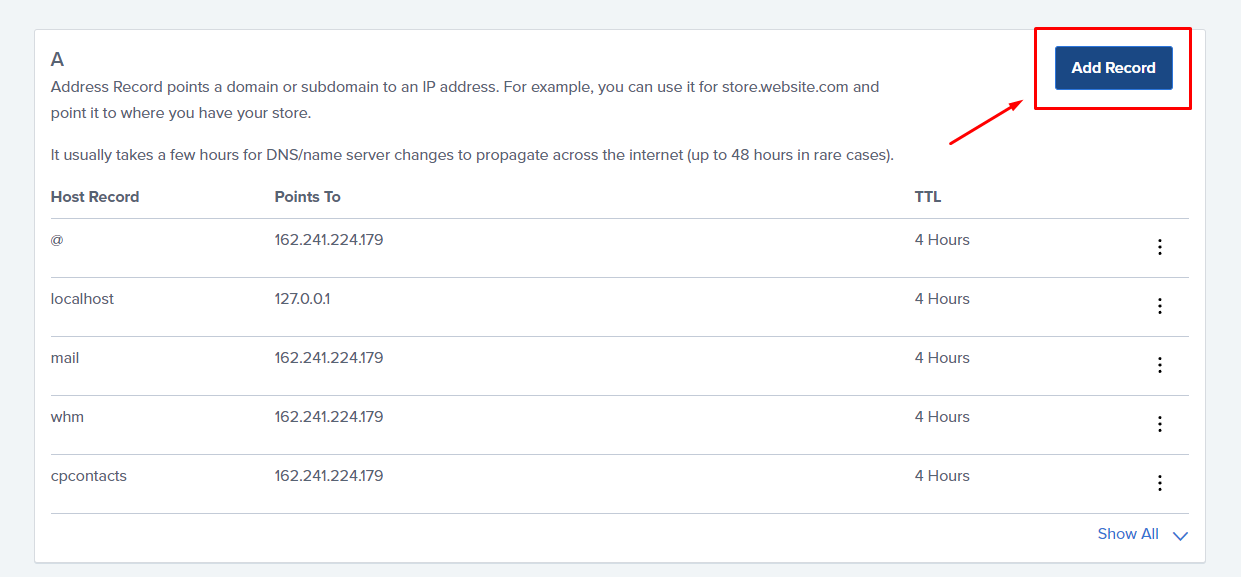 A
Add Record
Address Record points a domain or subdomain to an IP address. For example, you can use it for store.website.com and
point it to where you have your store.
It usually takes a few hours for DNS/name server changes to propagate across the internet (up to 48 hours in rare cases).
Host Record Points To TTL
@ 162.241.224.179 4 Hours
localhost 127.0.0.1 4 Hours
mail 162.241.224.179 4 Hours
whm 162.241.224.179 4 Hours
cpcontacts 162.241.224.179 4 Hours
Show All